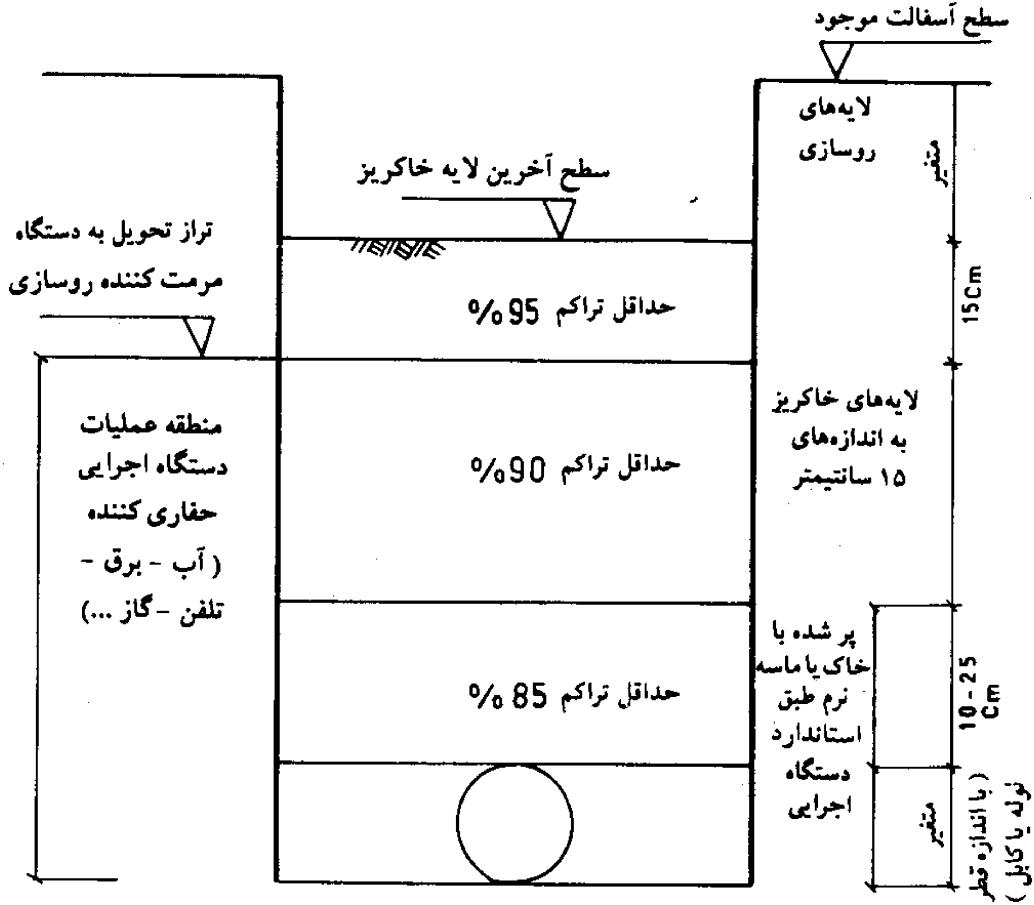 سطح آسفالت موجود
لایه‌های
روسازی
متغیر
سطح آخرین لایه خاکریز
تراز تحویل به دستگاه
مرمت کننده روسازی
حداقل تراکم 95%
15Cm
لایه‌های خاکریز
به اندازه‌های
۱۵ سانتیمتر
حداقل تراکم 90%
منطقه عملیات
دستگاه اجرایی
حفاری کننده
( آب - برق -
تلفن - گاز ...)
پر شده با
خاک یا ماسه
نرم طبق
استاندارد
دستگاه
اجرایی
حداقل تراکم 85%
10-25
Cm
متغیر
( با اندازه قطر
لوله یا کابل )